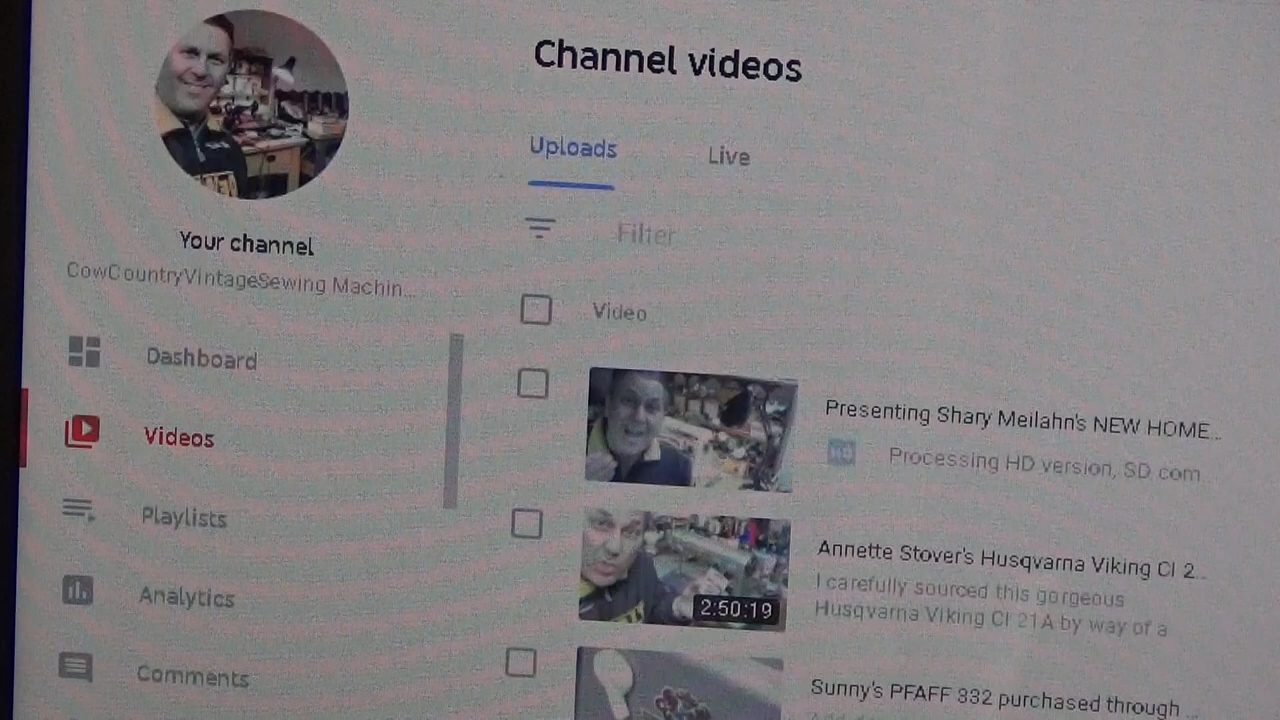 Channel videos
Uploads
Live
Filter
Your channel
CowCountryVintageSewing Machin...
Video
Dashboard
Videos
Playlists
Analytics
Comments
Presenting Shary Meilahn's NEW HOME...
HD
Processing HD version, SD com
Annette Stover's Husqvarna Viking Cl 2..
I carefully sourced this gorgeous
Husqvarna Viking Cl 21A by way of a
2:50:19
Sunny's PFAFF 332 purchased through ...